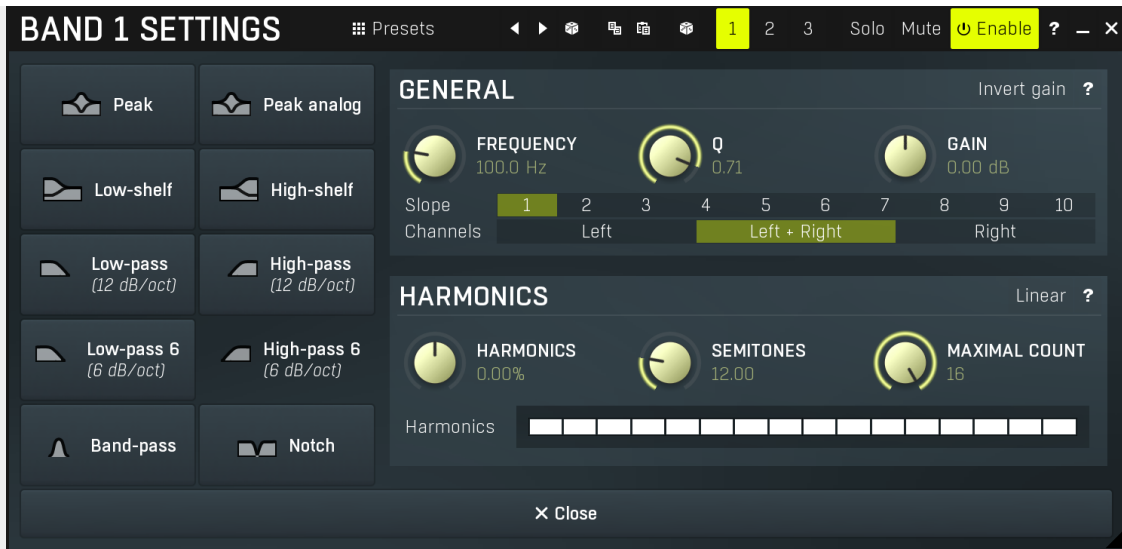 BAND 1 SETTINGS Presets 1 2 3 Solo Mute Enable ?
Peak Peak analog
Low-shelf High-shelf
Low-pass High-pass
(12 dB/oct) (12 dB/oct)
Low-pass 6 High-pass 6
(6 dB/oct) (6 dB/oct)
Band-pass Notch
GENERAL Invert gain ?
FREQUENCY Q GAIN
100.0 Hz 0.71 0.00 dB
Slope 1 2 3 4 5 6 7 8 9 10
Channels Left Left + Right Right
HARMONICS Linear ?
HARMONICS SEMITONES MAXIMAL COUNT
0.00% 12.00 16
Harmonics
Close